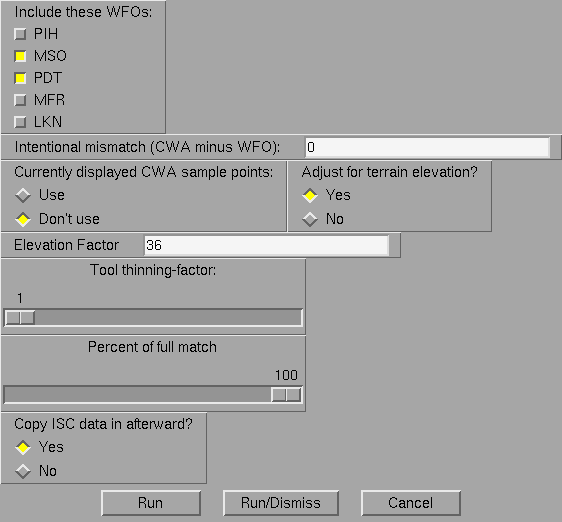 Include these WFOs:
PIH
MSO
PDT
MFR
LKN
Intentional mismatch (CWA minus WFO): 0
Currently displayed CWA sample points:
Use
Don't use
Adjust for terrain elevation?
Yes
No
Elevation Factor 36
Tool thinning-factor:
1
Percent of full match
100
Copy ISC data in afterward?
Yes
No
Run Run/Dismiss Cancel